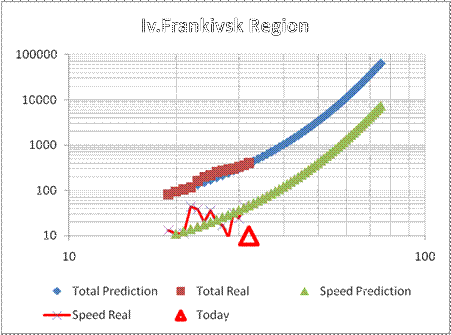 Iv.Frankivsk Region
100000
10000
1000
100
10
10 100
Total Prediction Total Real Speed Prediction
Speed Real Today